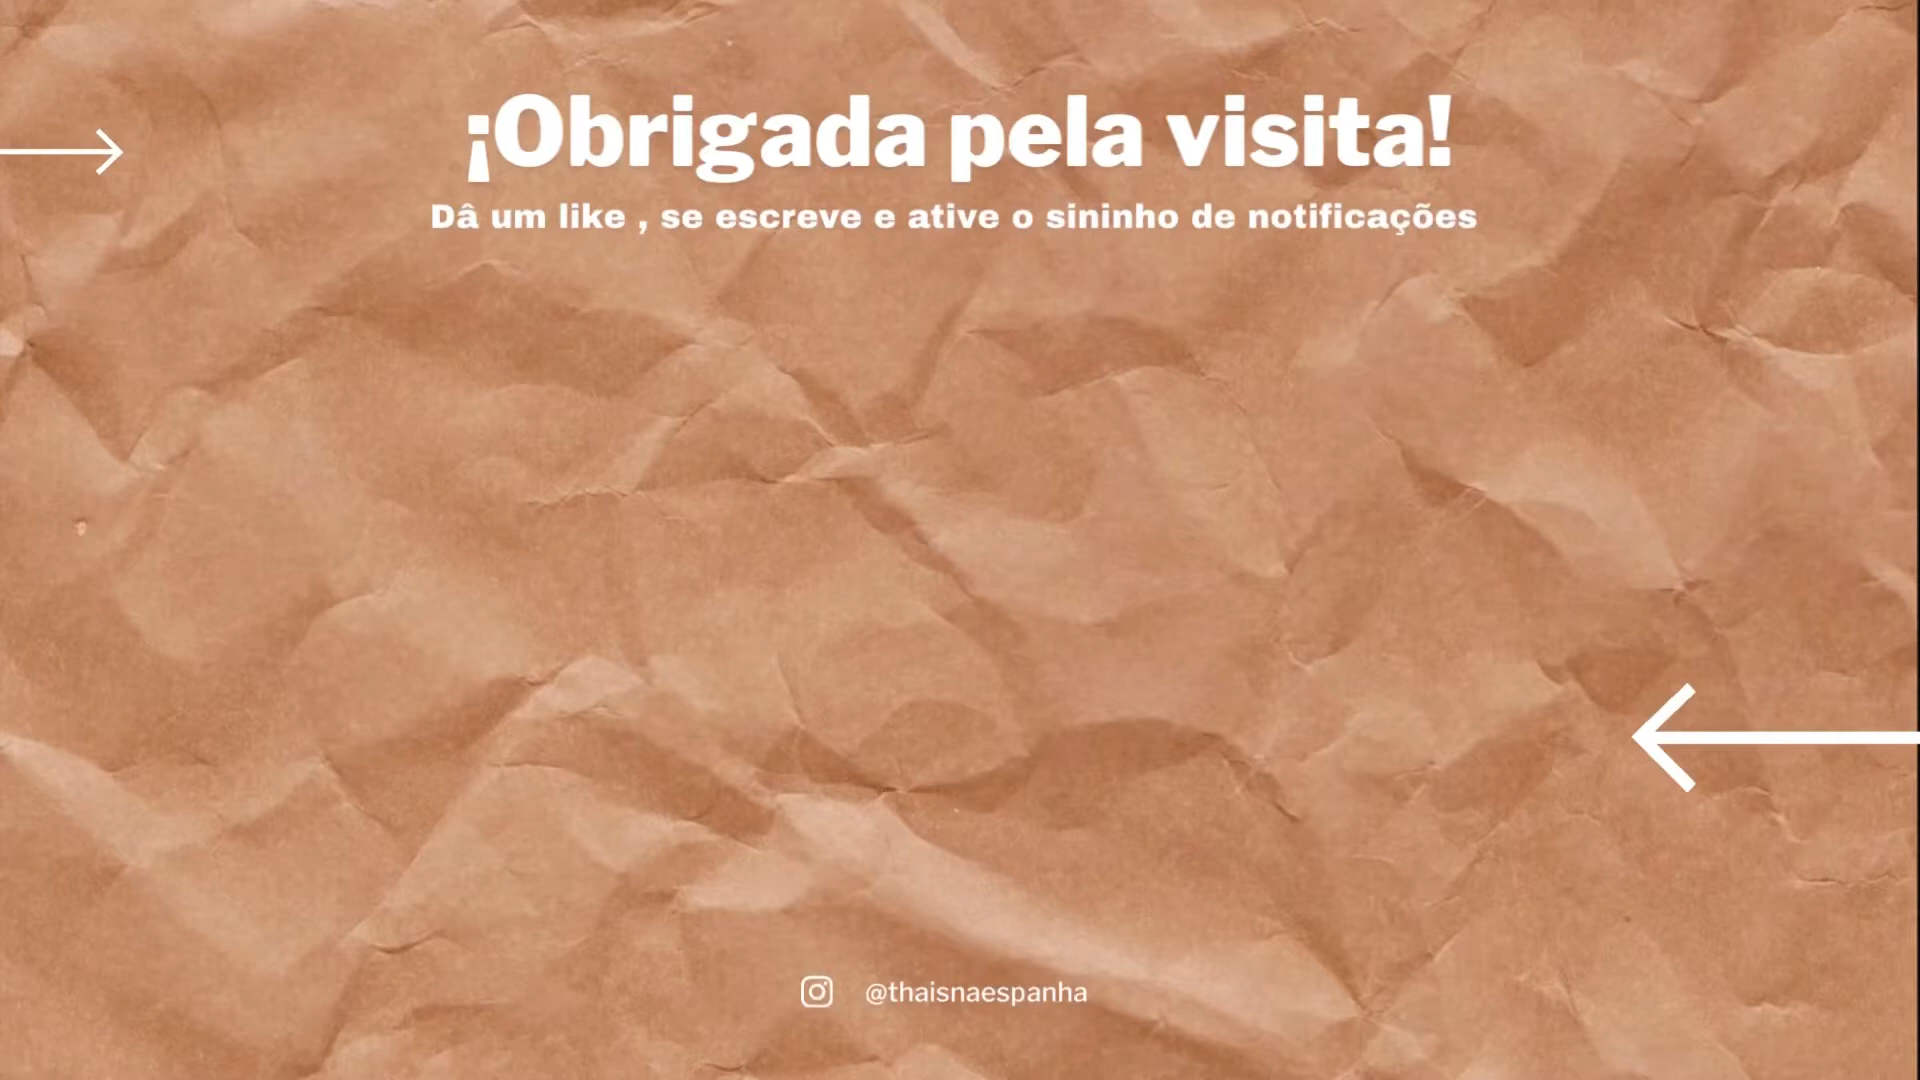 ¡Obrigada pela visita!
Dâ um like , se escreve e ative o sininho de notificações
@thaisnaespanha